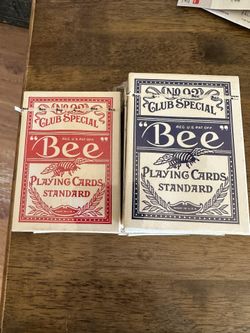 No 92
Club Special
REG. U.S. PAT. OFF.
"Bee"
Playing Cards
Standard
No 92
Club Special
REG. U.S. PAT. OFF.
"Bee"
Playing Cards
Standard